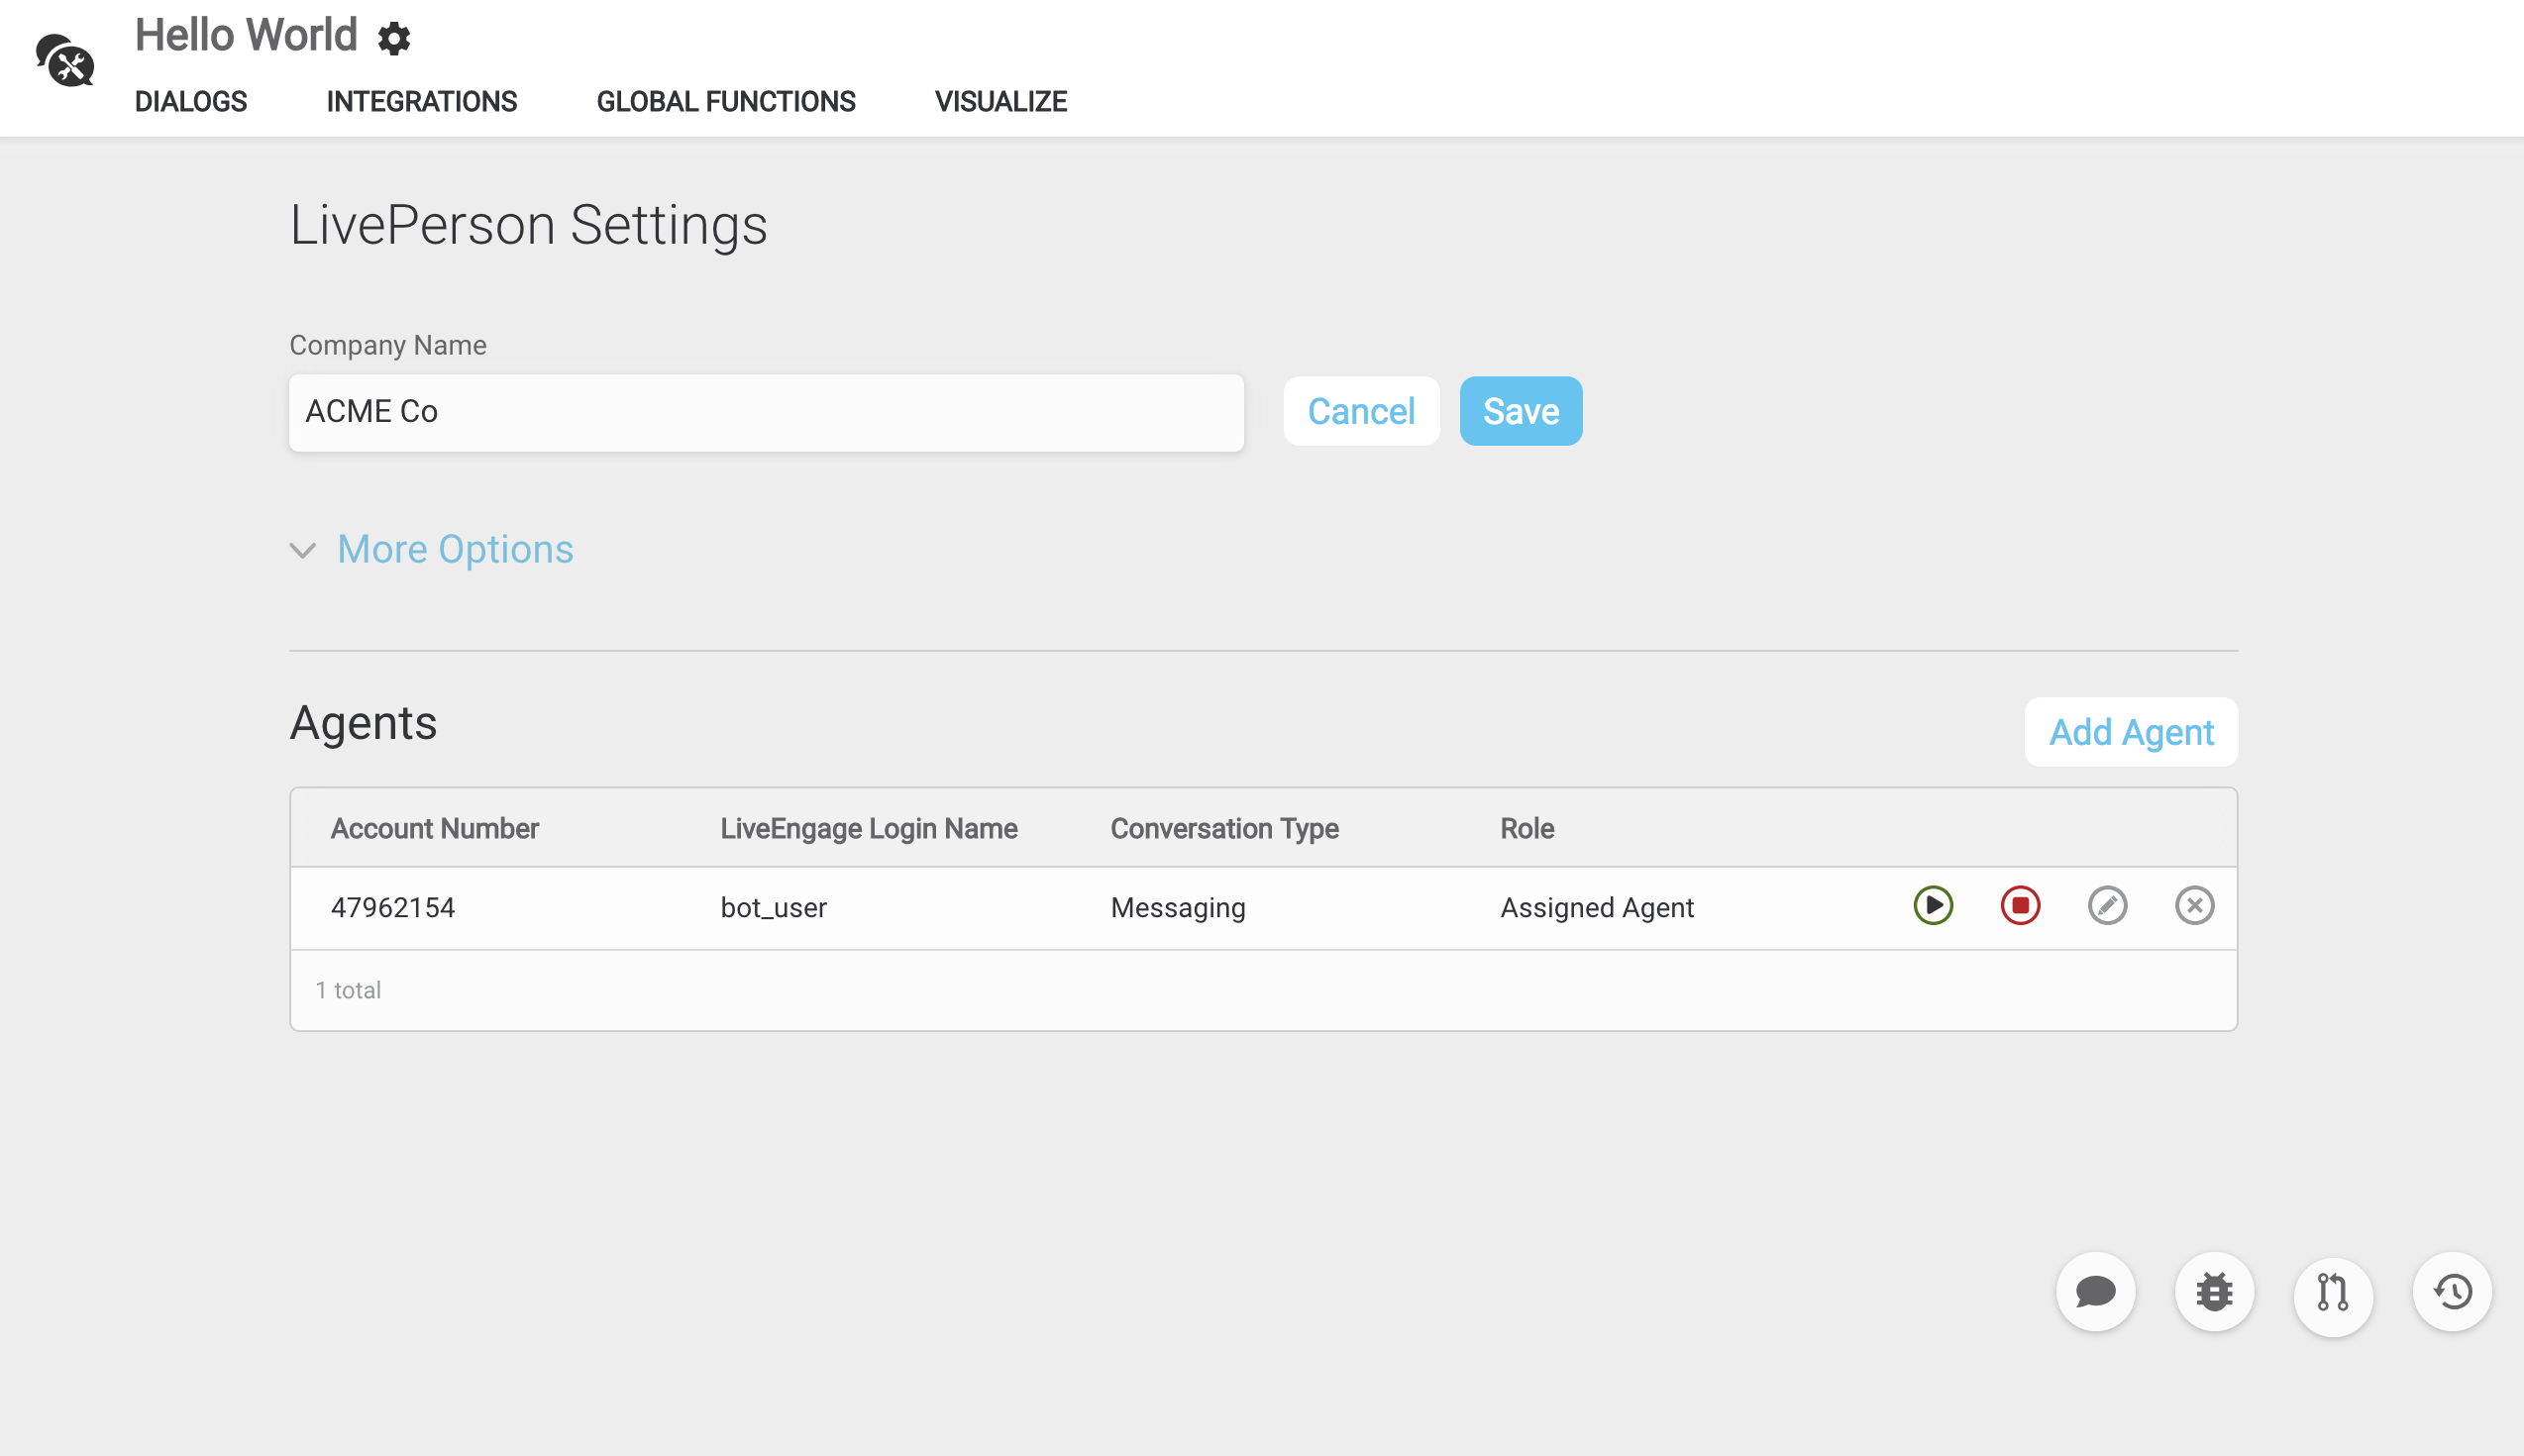 Hello World
DIALOGS INTEGRATIONS GLOBAL FUNCTIONS VISUALIZE
LivePerson Settings
Company Name
ACME Co Cancel Save
More Options
Agents Add Agent
Account Number LiveEngage Login Name Conversation Type Role
47962154 bot_user Messaging Assigned Agent
1 total